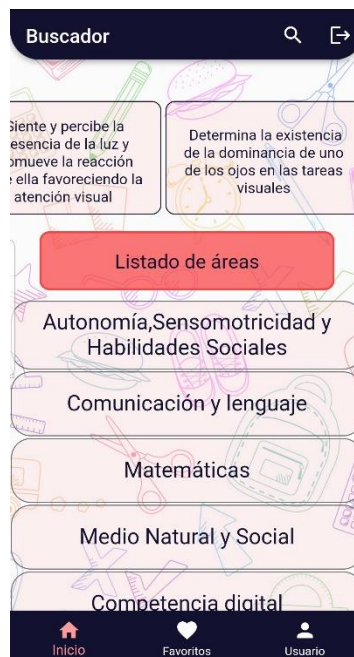 Buscador
Siente y percibe la
esencia de la luz y
omueve la reacción
ella favoreciendo la
atención visual
Determina la existencia
de la dominancia de uno
de los ojos en las tareas
visuales
Listado de áreas
Autonomía,Sensomotricidad y
Habilidades Sociales
Comunicación y lenguaje
Matemáticas
Medio Natural y Social
Competencia digital
Inicio
Favoritos
Usuario